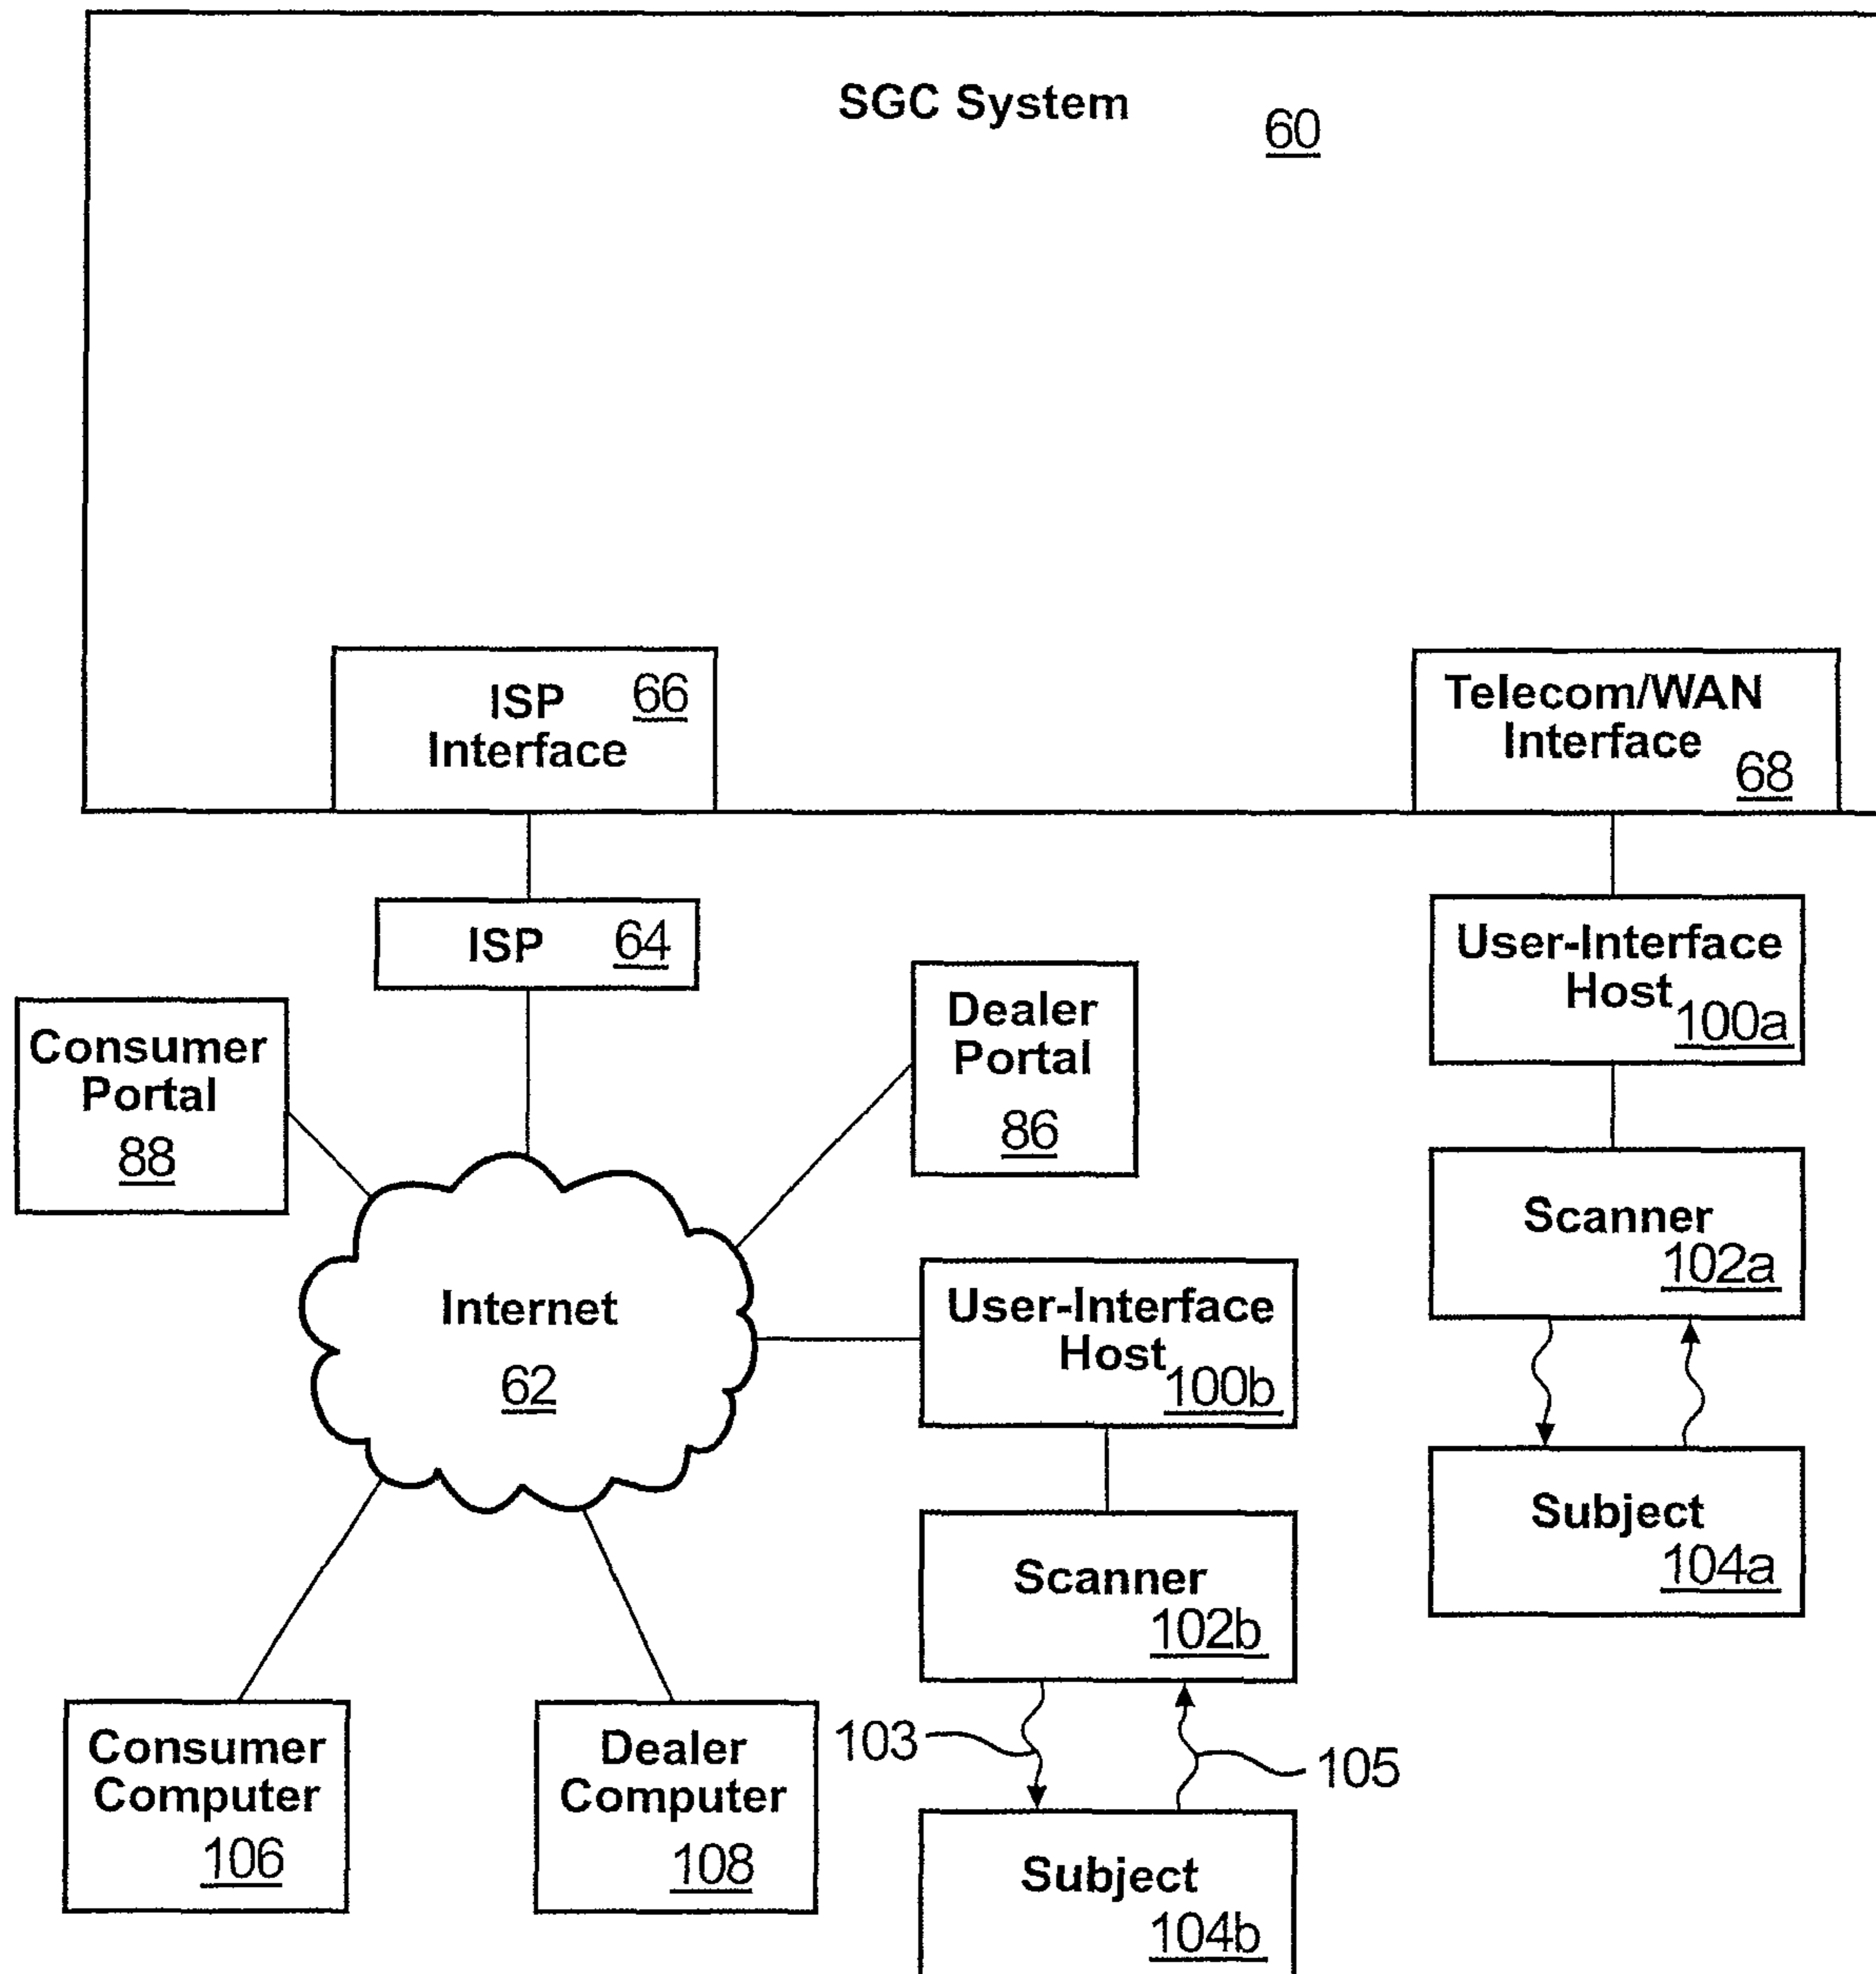 SGC System
60
ISP
Interface
66
Telecom/WAN
Interface
68
ISP
64
User-Interface
Host
100a
Consumer
Portal
88
Dealer
Portal
86
Scanner
102a
Internet
62
User-Interface
Host
100b
Subject
104a
Scanner
102b
Consumer
Computer
106
Dealer
Computer
108
103
105
Subject
104b